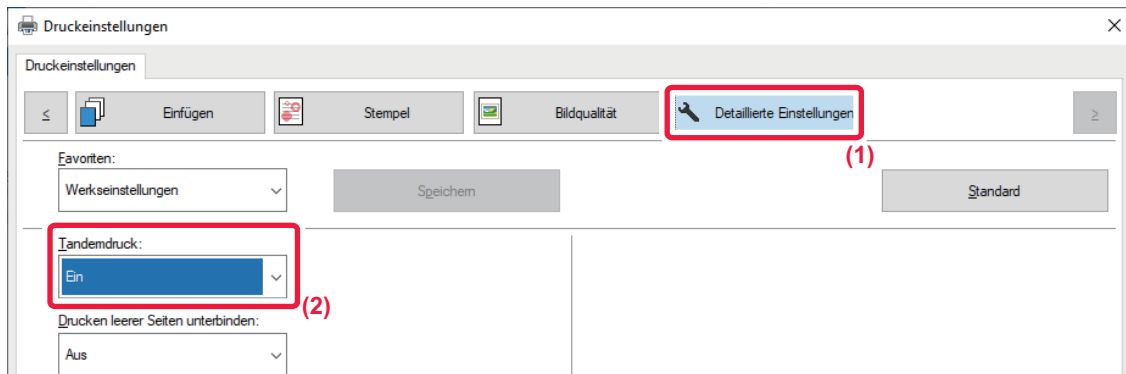 Druckeinstellungen
Druckeinstellungen
< Einfügen Stempel Bildqualität Detaillierte Einstellungen >
(1)
Favoriten:
Werkseinstellungen Speichern Standard
Tandemdruck:
Ein
(2)
Drucken leerer Seiten unterbinden:
Aus